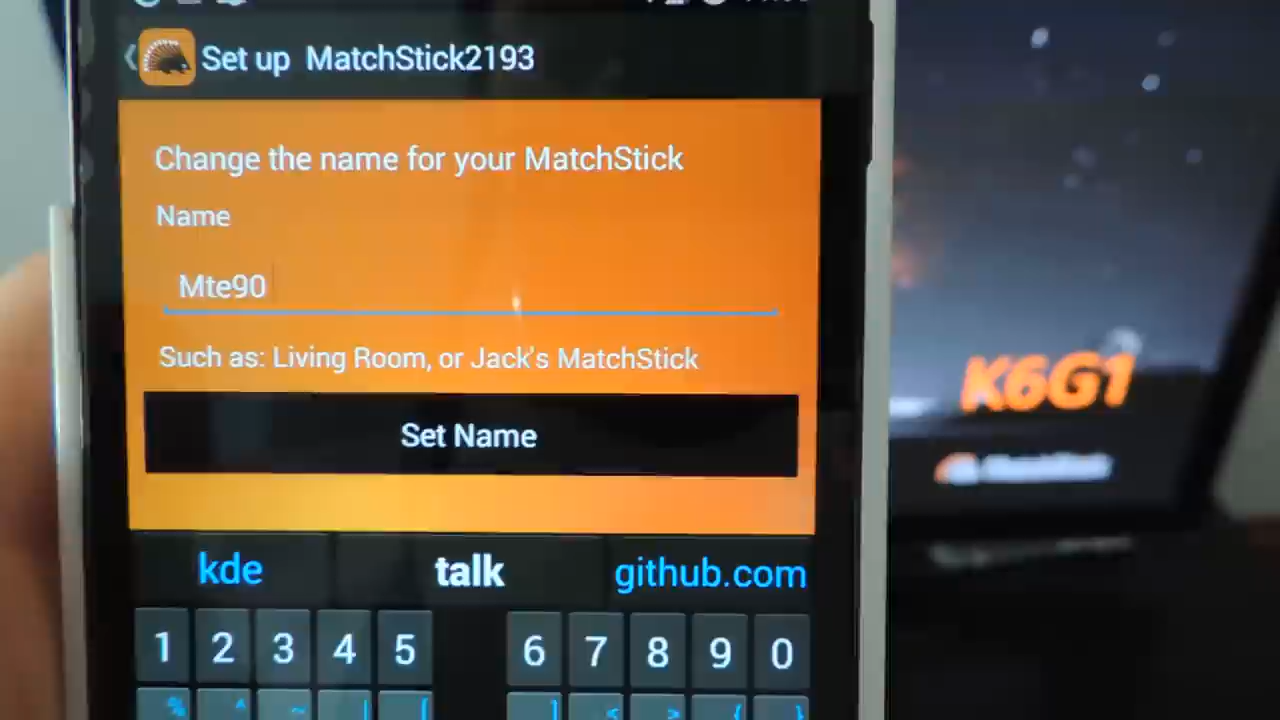 Set up MatchStick2193
Change the name for your MatchStick
Name
Mte90
Such as: Living Room, or Jack's MatchStick
Set Name
kde talk github.com
1 2 3 4 5 6 7 8 9 0
% ^ ~ | [ ] < > { }
K6G1